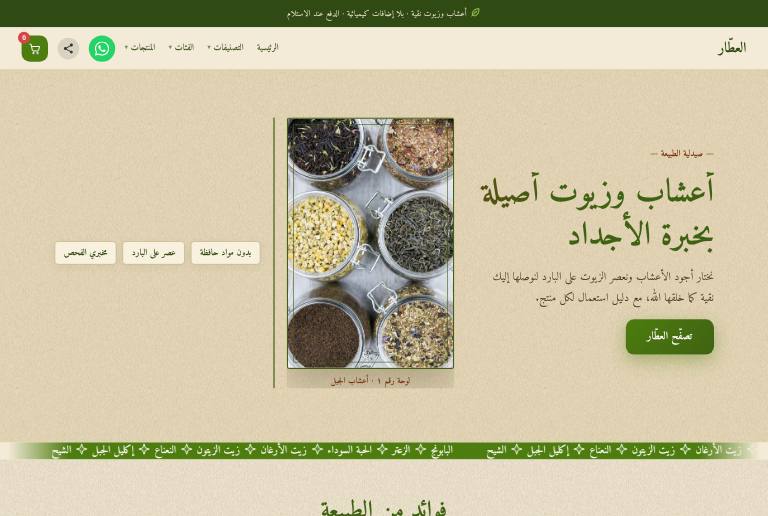 أعشاب وزيوت نقية · بلا إضافات كيميائية · الدفع عند الاستلام
العطّار
الرئيسية التصنيفات الفئات المنتجات
0
— صيدلية الطبيعة —
أعشاب وزيوت أصيلة
بخبرة الأجداد
نختار أجود الأعشاب ونعصر الزيوت على البارد لنوصلها إليك
نقية كما خلقها الله، مع دليل استعمال لكل منتج.
تصفّح العطّار
لوحة رقم ١ · أعشاب الجبل
بدون مواد حافظة
عصر على البارد
مخبري الفحص
زيت الأرغان ✧ زيت الزيتون ✧ النعناع ✧ إكليل الجبل ✧ الشيح
البابونج ✧ الزعتر ✧ الحبة السوداء ✧ زيت الأرغان ✧ زيت الزيتون ✧ النعناع ✧ إكليل الجبل ✧ الشيح
فوائد من الطبيعة